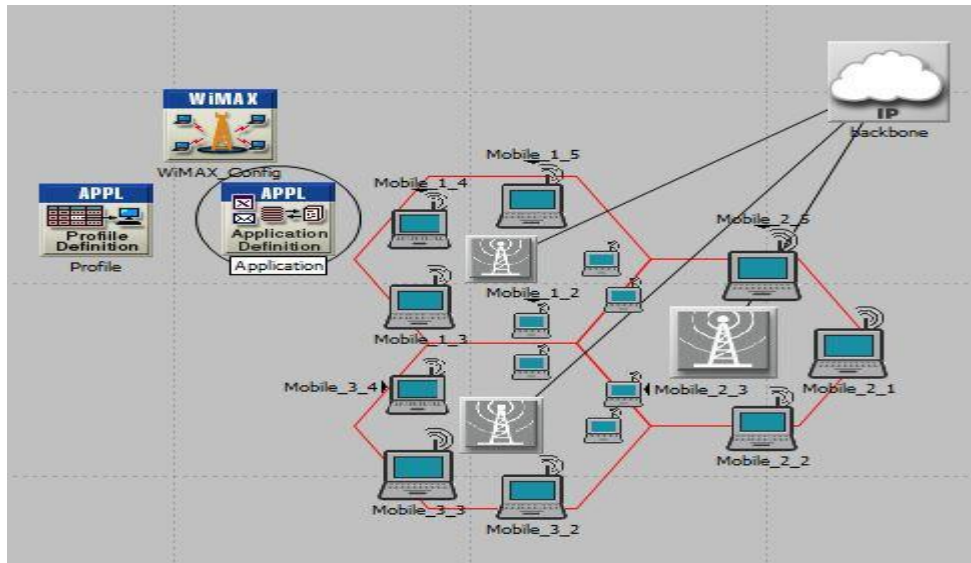 WiMAX
WiMAX_Config
APPL
Profiile
Definition
Profile
APPL
Application
Definition
Application
IP
backbone
Mobile_1_5
Mobile_1_4
Mobile_2_5
Mobile_1_2
Mobile_1_3
Mobile_3_4
Mobile_2_3
Mobile_2_1
Mobile_2_2
Mobile_3_3
Mobile_3_2